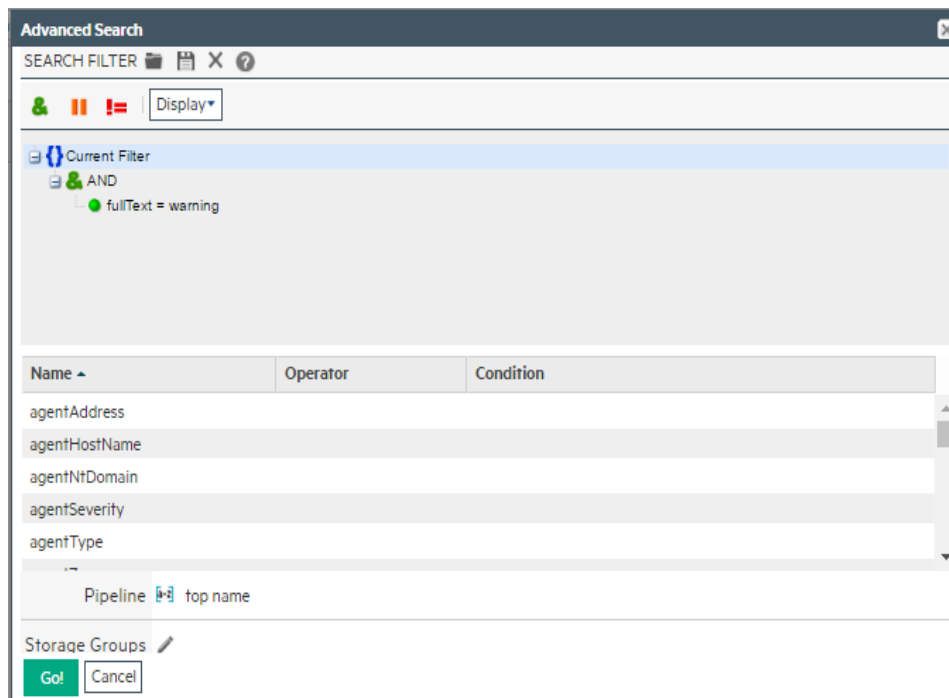 Advanced Search
SEARCH FILTER
Display
Current Filter
AND
fullText = warning
Name Operator Condition
agentAddress
agentHostName
agentNtDomain
agentSeverity
agentType
Pipeline top name
Storage Groups
Go! Cancel